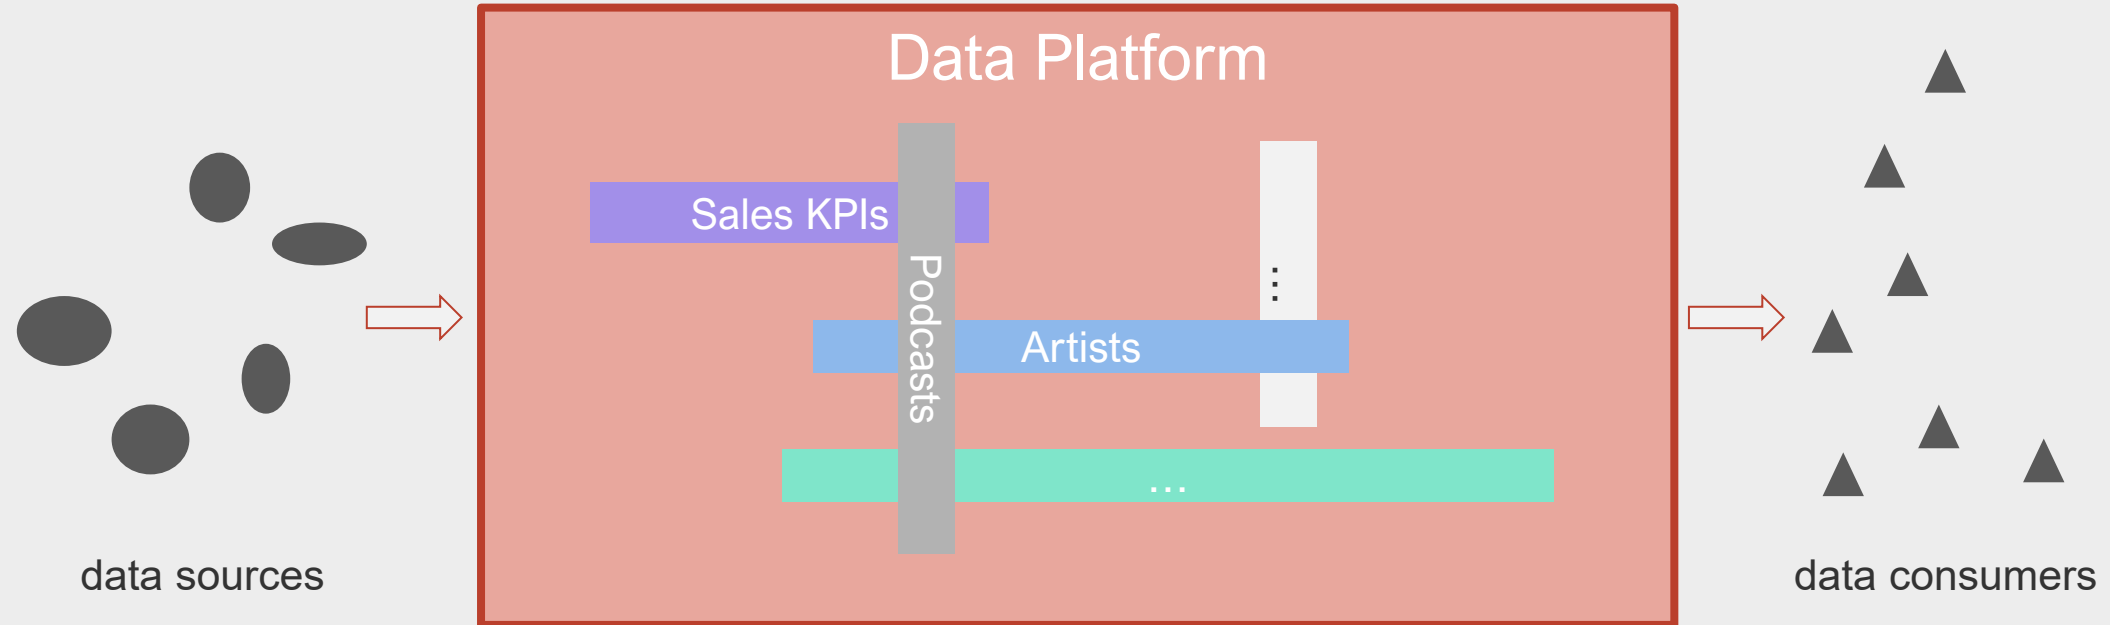 Data Platform
Sales KPIs
Podcasts
...
Artists
...
data sources
data consumers